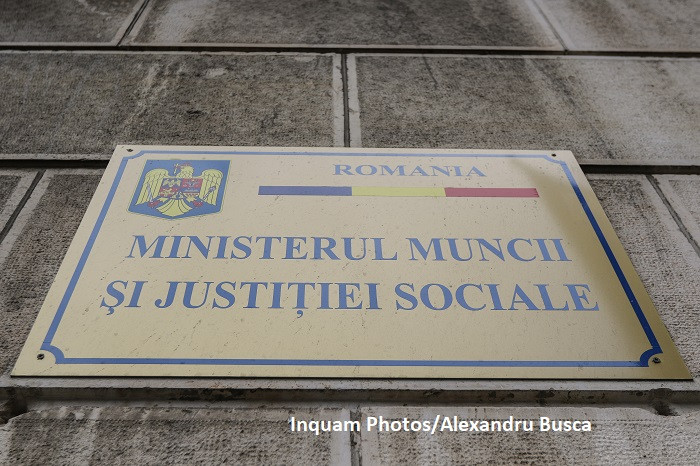 ROMANIA
MINISTERUL MUNCII
ŞI JUSTIŢIEI SOCIALE
Inquam Photos/Alexandru Busca